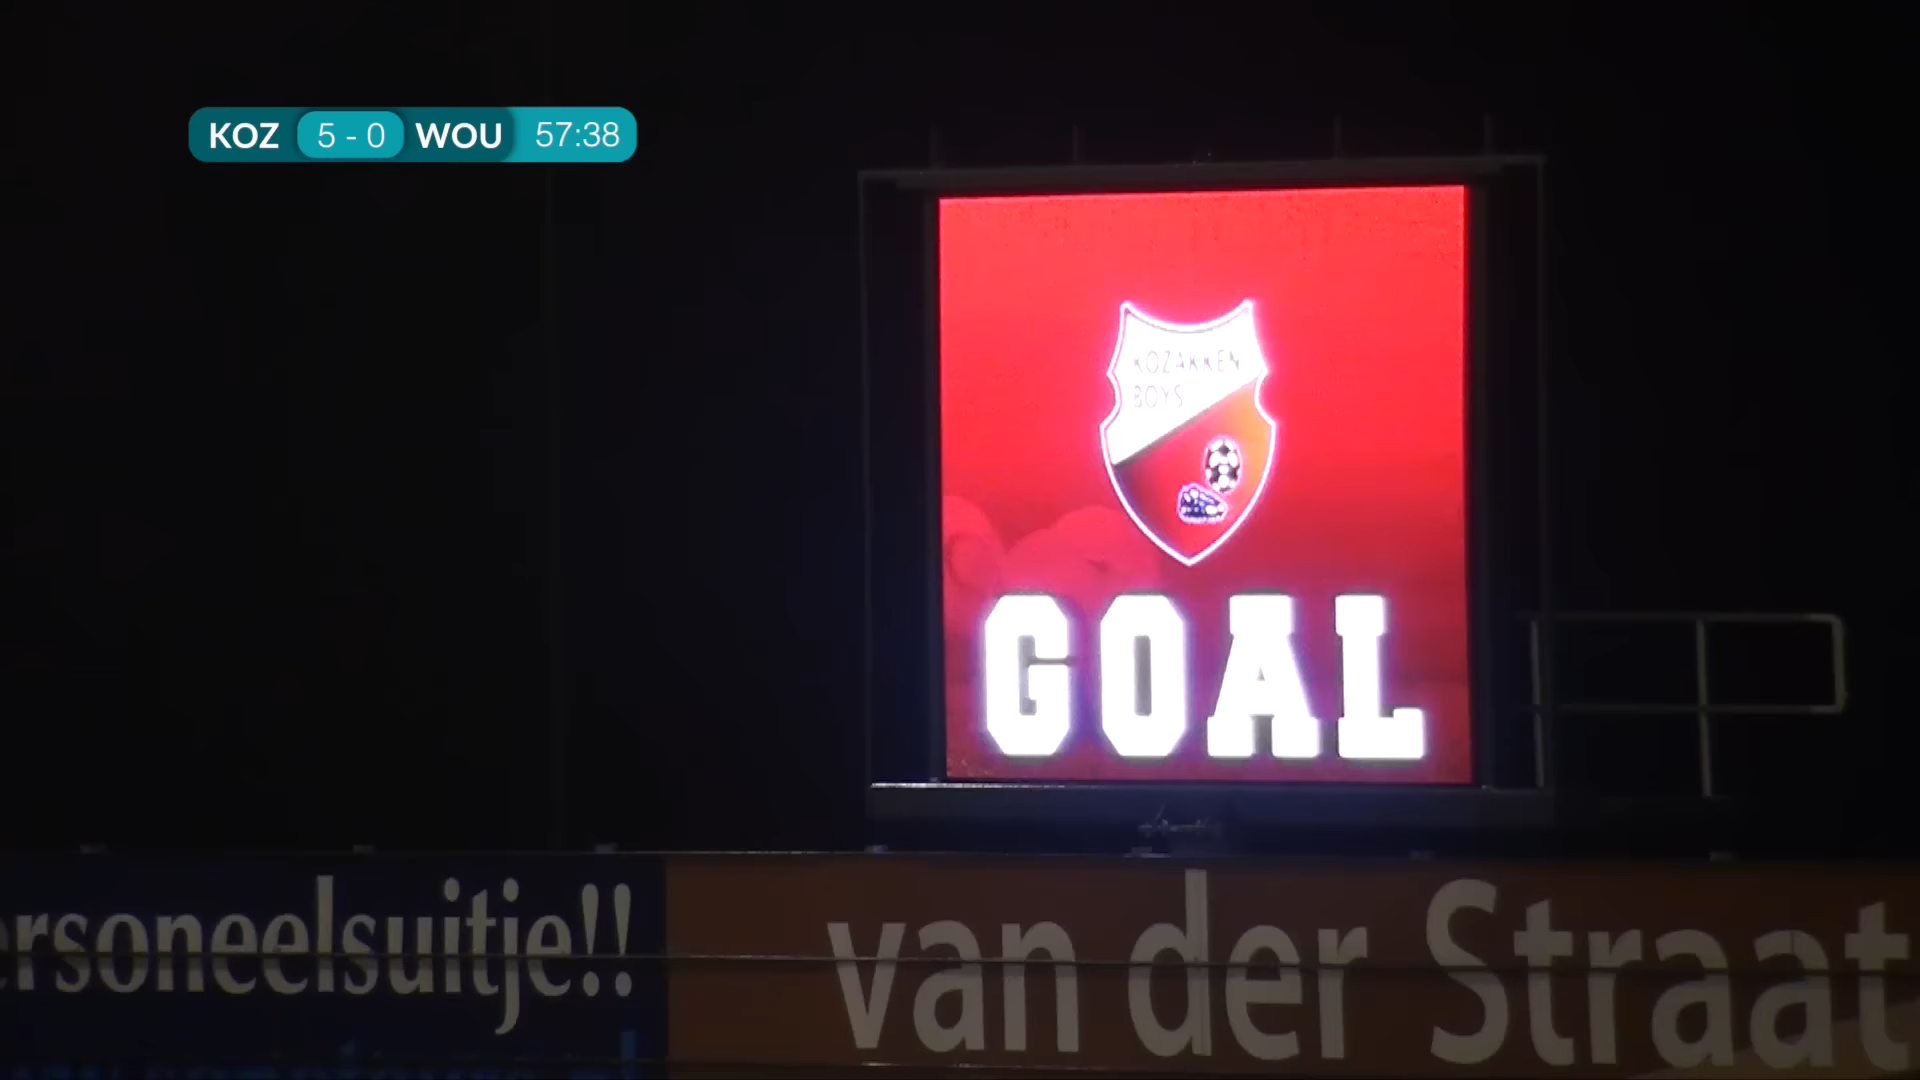 KOZ 5 - 0 WOU 57:38
KOZAKKEN
BOYS
GOAL
ersoneelsuitje!!
van der Straat